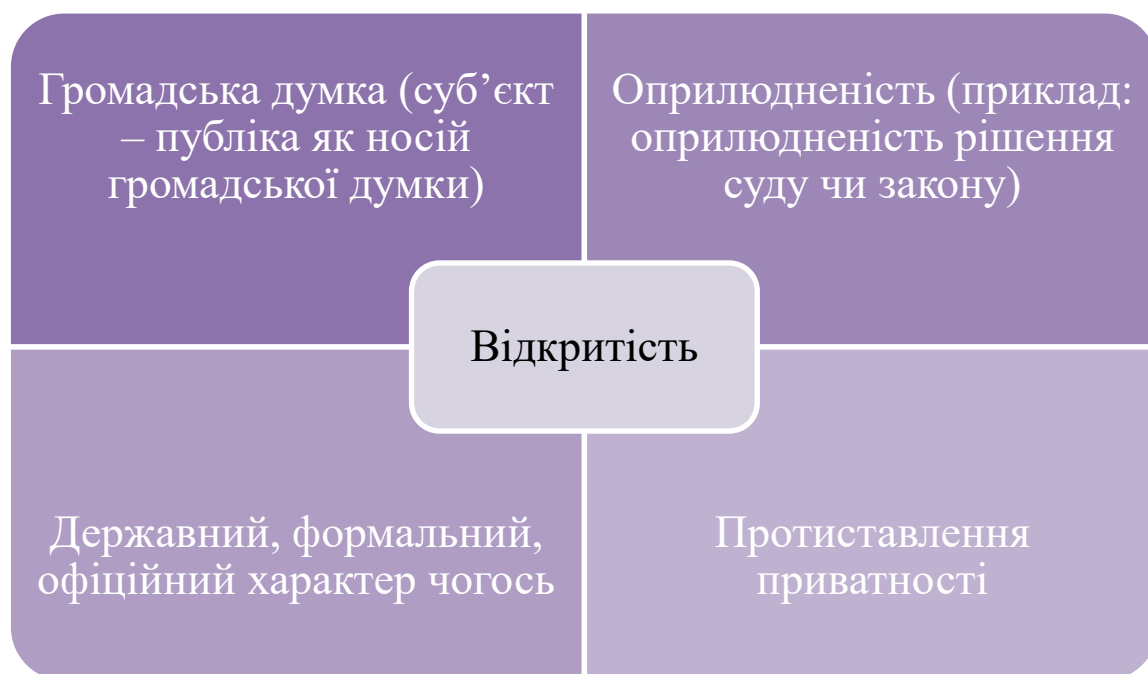 Громадська думка (суб’єкт
– публіка як носій
громадської думки)
Оприлюдненість (приклад:
оприлюдненість рішення
суду чи закону)
Відкритість
Державний, формальний,
офіційний характер чогось
Протиставлення
приватності